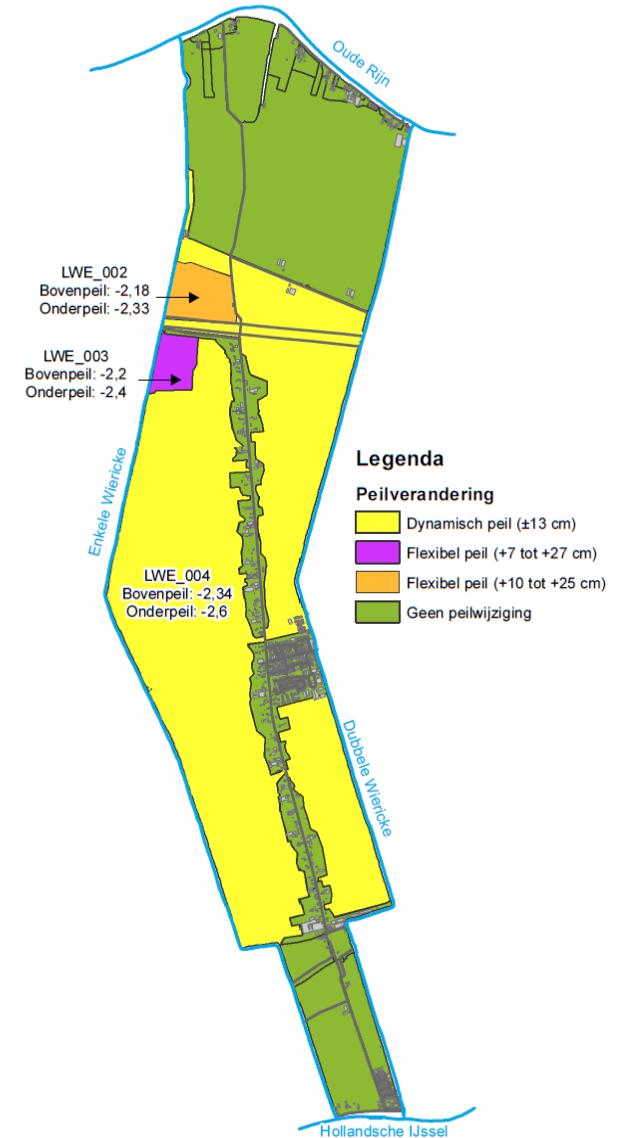 Oude Rijn
LWE_002
Bovenpeil: -2,18
Onderpeil: -2,33
LWE_003
Bovenpeil: -2,2
Onderpeil: -2,4
Enkele Wiericke
Legenda
Peilverandering
Dynamisch peil (±13 cm)
Flexibel peil (+7 tot +27 cm)
Flexibel peil (+10 tot +25 cm)
Geen peilwijziging
LWE_004
Bovenpeil: -2,34
Onderpeil: -2,6
Dubbele Wiericke
Hollandsche IJssel